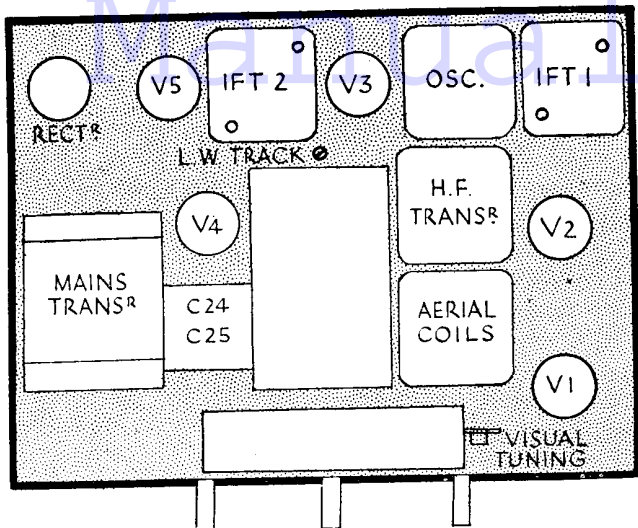 Manual
V5
IFT 2
V3
OSC.
IFT 1
RECTR
L.W. TRACK
H.F.
TRANSR
V4
V2
MAINS
TRANSR
C24
C25
AERIAL
COILS
V1
VISUAL
TUNING